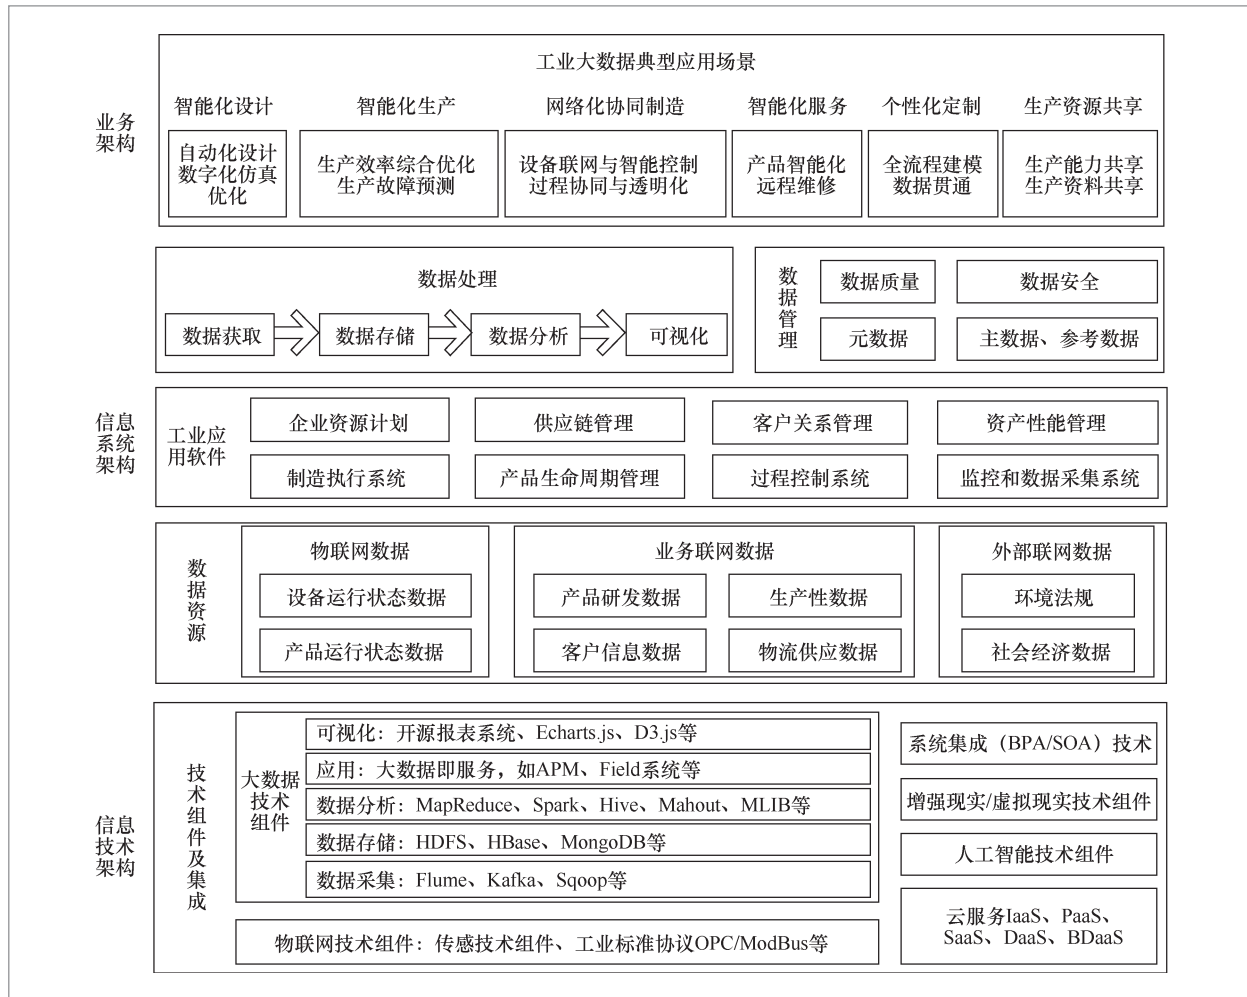 工业大数据典型应用场景
业务
架构
智能化设计
智能化生产
网络化协同制造
智能化服务
个性化定制
生产资源共享
自动化设计
数字化仿真
优化
生产效率综合优化
生产故障预测
设备联网与智能控制
过程协同与透明化
产品智能化
远程维修
全流程建模
数据贯通
生产能力共享
生产资料共享
信息
系统
架构
数据处理
数据获取
数据存储
数据分析
可视化
数
据
管
理
数据质量
数据安全
元数据
主数据、参考数据
工业应
用软件
企业资源计划
供应链管理
客户关系管理
资产性能管理
制造执行系统
产品生命周期管理
过程控制系统
监控和数据采集系统
数
据
资
源
物联网数据
设备运行状态数据
产品运行状态数据
业务联网数据
产品研发数据
生产性数据
客户信息数据
物流供应数据
外部联网数据
环境法规
社会经济数据
信息
技术
架构
技
术
组
件
及
集
成
大数据
技术
组件
可视化：开源报表系统、Echarts.js、D3.js等
应用：大数据即服务，如APM、Field系统等
数据分析：MapReduce、Spark、Hive、Mahout、MLIB等
数据存储：HDFS、HBase、MongoDB等
数据采集：Flume、Kafka、Sqoop等
物联网技术组件：传感技术组件、工业标准协议OPC/ModBus等
系统集成（BPA/SOA）技术
增强现实/虚拟现实技术组件
人工智能技术组件
云服务IaaS、PaaS、
SaaS、DaaS、BDaaS